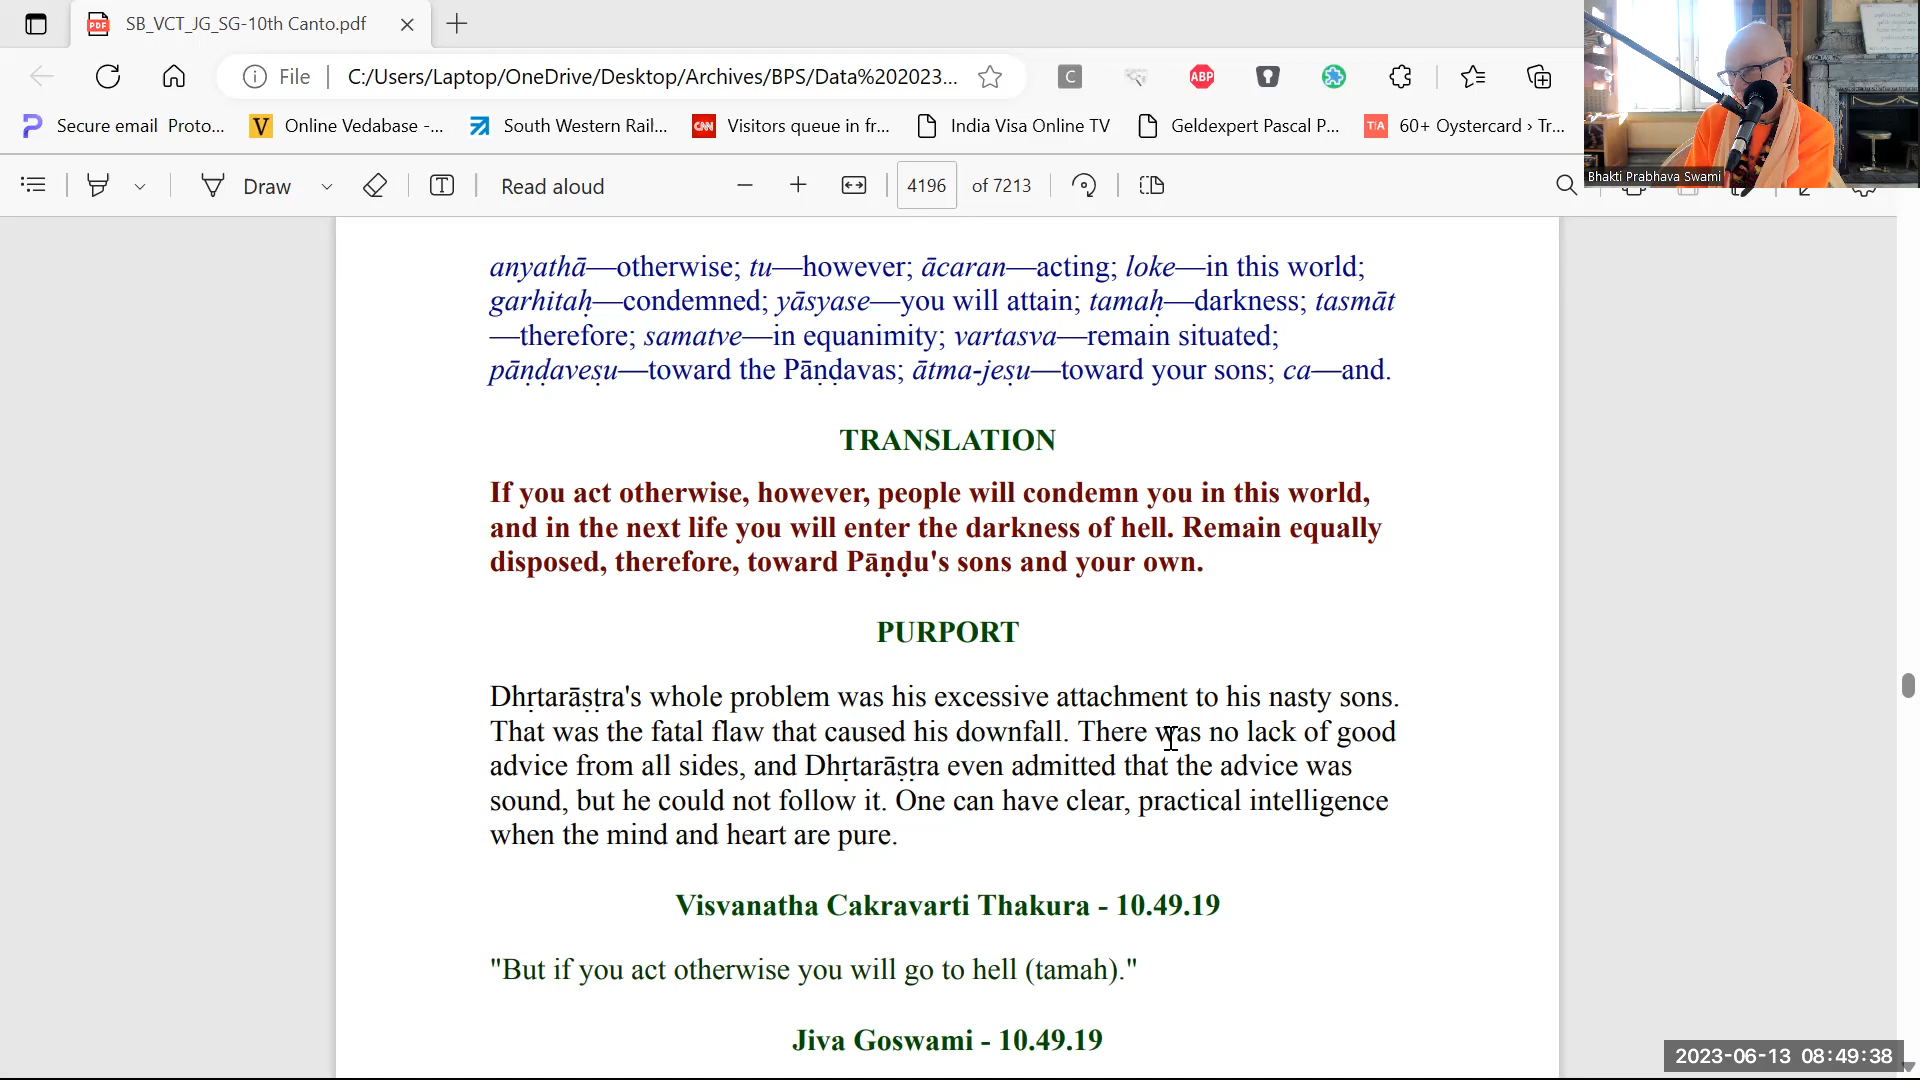 SB_VCT_JG_SG-10th Canto.pdf
File
C:/Users/Laptop/OneDrive/Desktop/Archives/BPS/Data%202023...
C
ABP
Secure email Proto...
V
Online Vedabase -...
South Western Rail...
CNN
Visitors queue in fr...
India Visa Online TV
Geldexpert Pascal P...
T/A
60+ Oystercard › Tr...
Bhakti Prabhava Swami
Draw
Read aloud
4196
of 7213
anyathā—otherwise; tu—however; ācaran—acting; loke—in this world;
garhitaḥ—condemned; yāsyase—you will attain; tamaḥ—darkness; tasmāt
—therefore; samatve—in equanimity; vartasva—remain situated;
pāṇḍaveṣu—toward the Pāṇḍavas; ātma-jeṣu—toward your sons; ca—and.
TRANSLATION
If you act otherwise, however, people will condemn you in this world,
and in the next life you will enter the darkness of hell. Remain equally
disposed, therefore, toward Pāṇḍu's sons and your own.
PURPORT
Dhṛtarāṣṭra's whole problem was his excessive attachment to his nasty sons.
That was the fatal flaw that caused his downfall. There was no lack of good
advice from all sides, and Dhṛtarāṣṭra even admitted that the advice was
sound, but he could not follow it. One can have clear, practical intelligence
when the mind and heart are pure.
Visvanatha Cakravarti Thakura - 10.49.19
"But if you act otherwise you will go to hell (tamah)."
Jiva Goswami - 10.49.19
2023-06-13 08:49:38